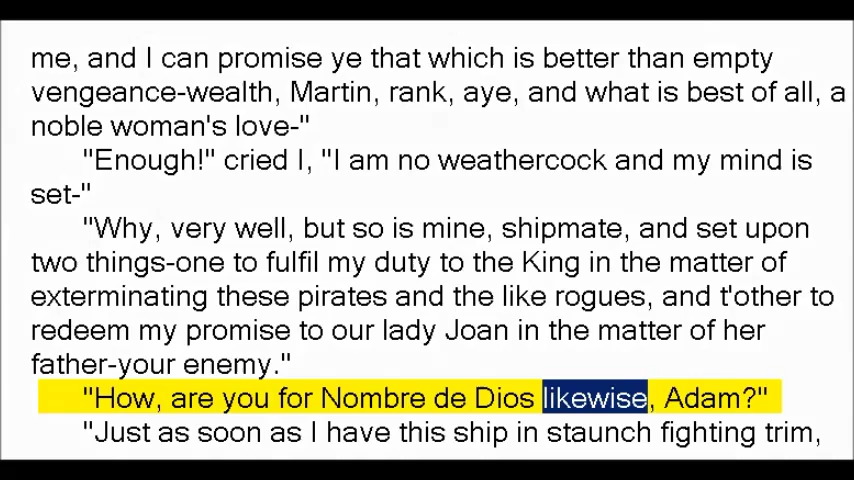 me, and I can promise ye that which is better than empty
vengeance-wealth, Martin, rank, aye, and what is best of all, a
noble woman's love-"
"Enough!" cried I, "I am no weathercock and my mind is
set-"
"Why, very well, but so is mine, shipmate, and set upon
two things-one to fulfil my duty to the King in the matter of
exterminating these pirates and the like rogues, and t'other to
redeem my promise to our lady Joan in the matter of her
father-your enemy."
"How, are you for Nombre de Dios likewise, Adam?"
"Just as soon as I have this ship in staunch fighting trim,